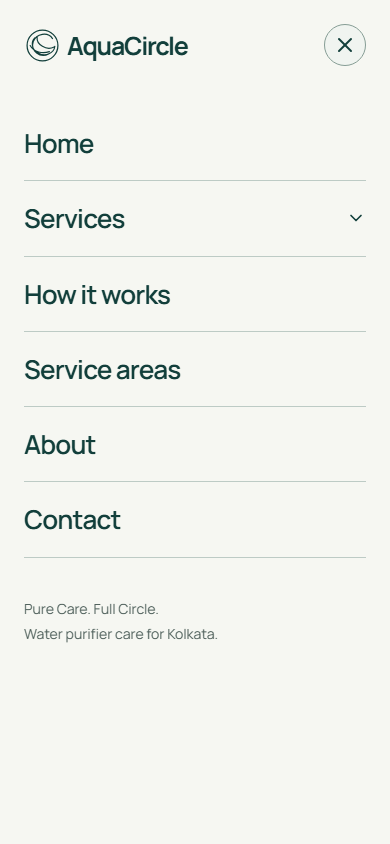 AquaCircle
Home
Services
How it works
Service areas
About
Contact
Pure Care. Full Circle.
Water purifier care for Kolkata.